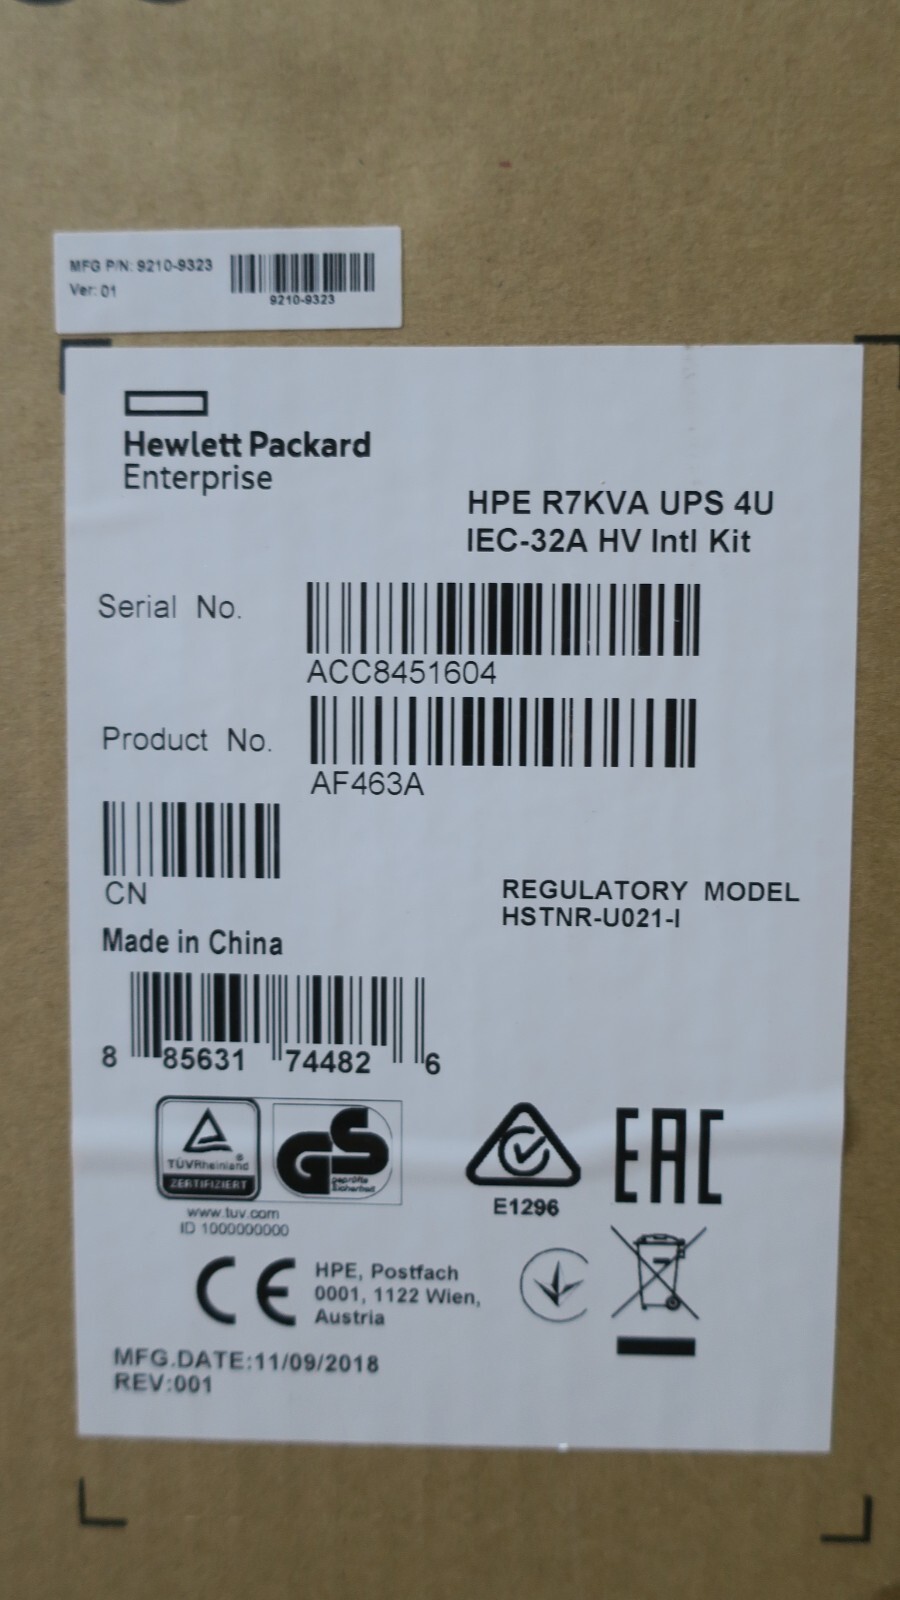 MFG P/N: 9210-9323
Ver: 01
9210-9323
Hewlett Packard
Enterprise
HPE R7KVA UPS 4U
IEC-32A HV Intl Kit
Serial No.
ACC8451604
Product No.
AF463A
CN
REGULATORY MODEL
HSTNR-U021-I
Made in China
8 85631 74482 6
TÜVRheinland
ZERTIFIZIERT
GS
geprüfte
Sicherheit
www.tuv.com
ID 1000000000
E1296
EAC
CE
HPE, Postfach
0001, 1122 Wien,
Austria
MFG.DATE:11/09/2018
REV:001